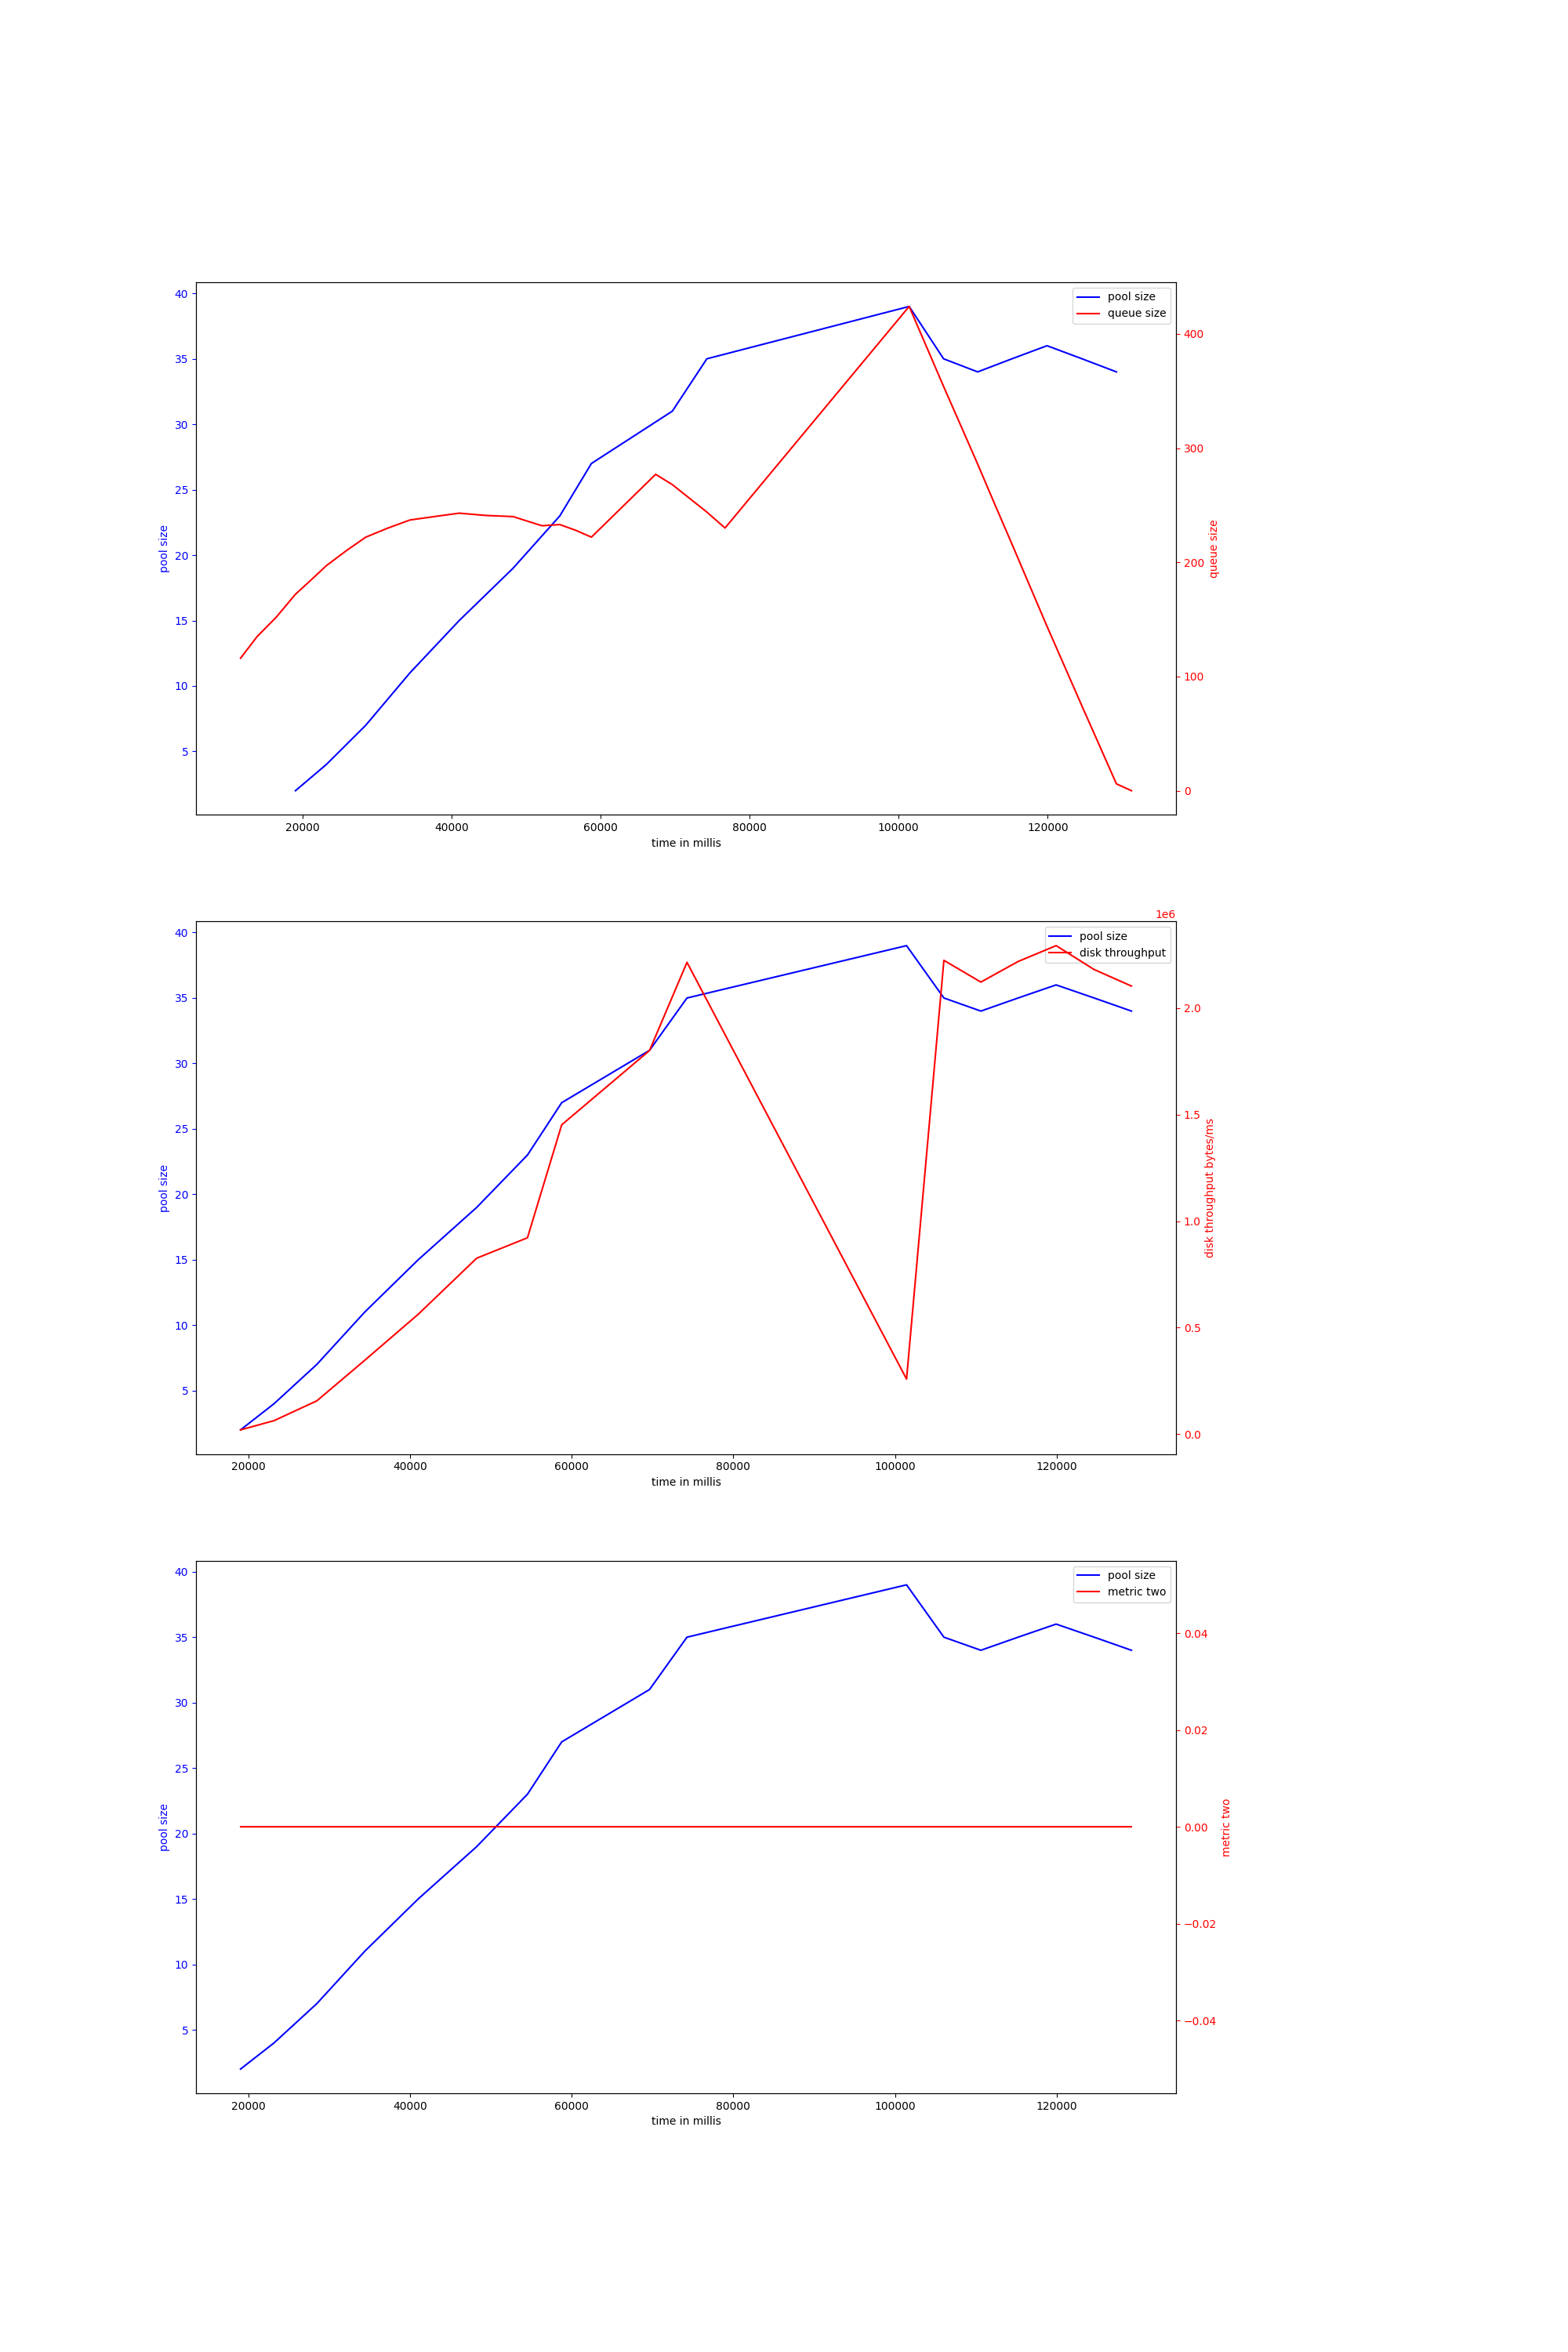 40
35
30
25
20
15
10
5
pool size
pool size
queue size
400
300
200
100
0
queue size
20000 40000 60000 80000 100000 120000
time in millis
1e6
40
35
30
25
20
15
10
5
pool size
pool size
disk throughput
2.0
1.5
1.0
0.5
0.0
disk throughput bytes/ms
20000 40000 60000 80000 100000 120000
time in millis
40
35
30
25
20
15
10
5
pool size
pool size
metric two
0.04
0.02
0.00
−0.02
−0.04
metric two
20000 40000 60000 80000 100000 120000
time in millis